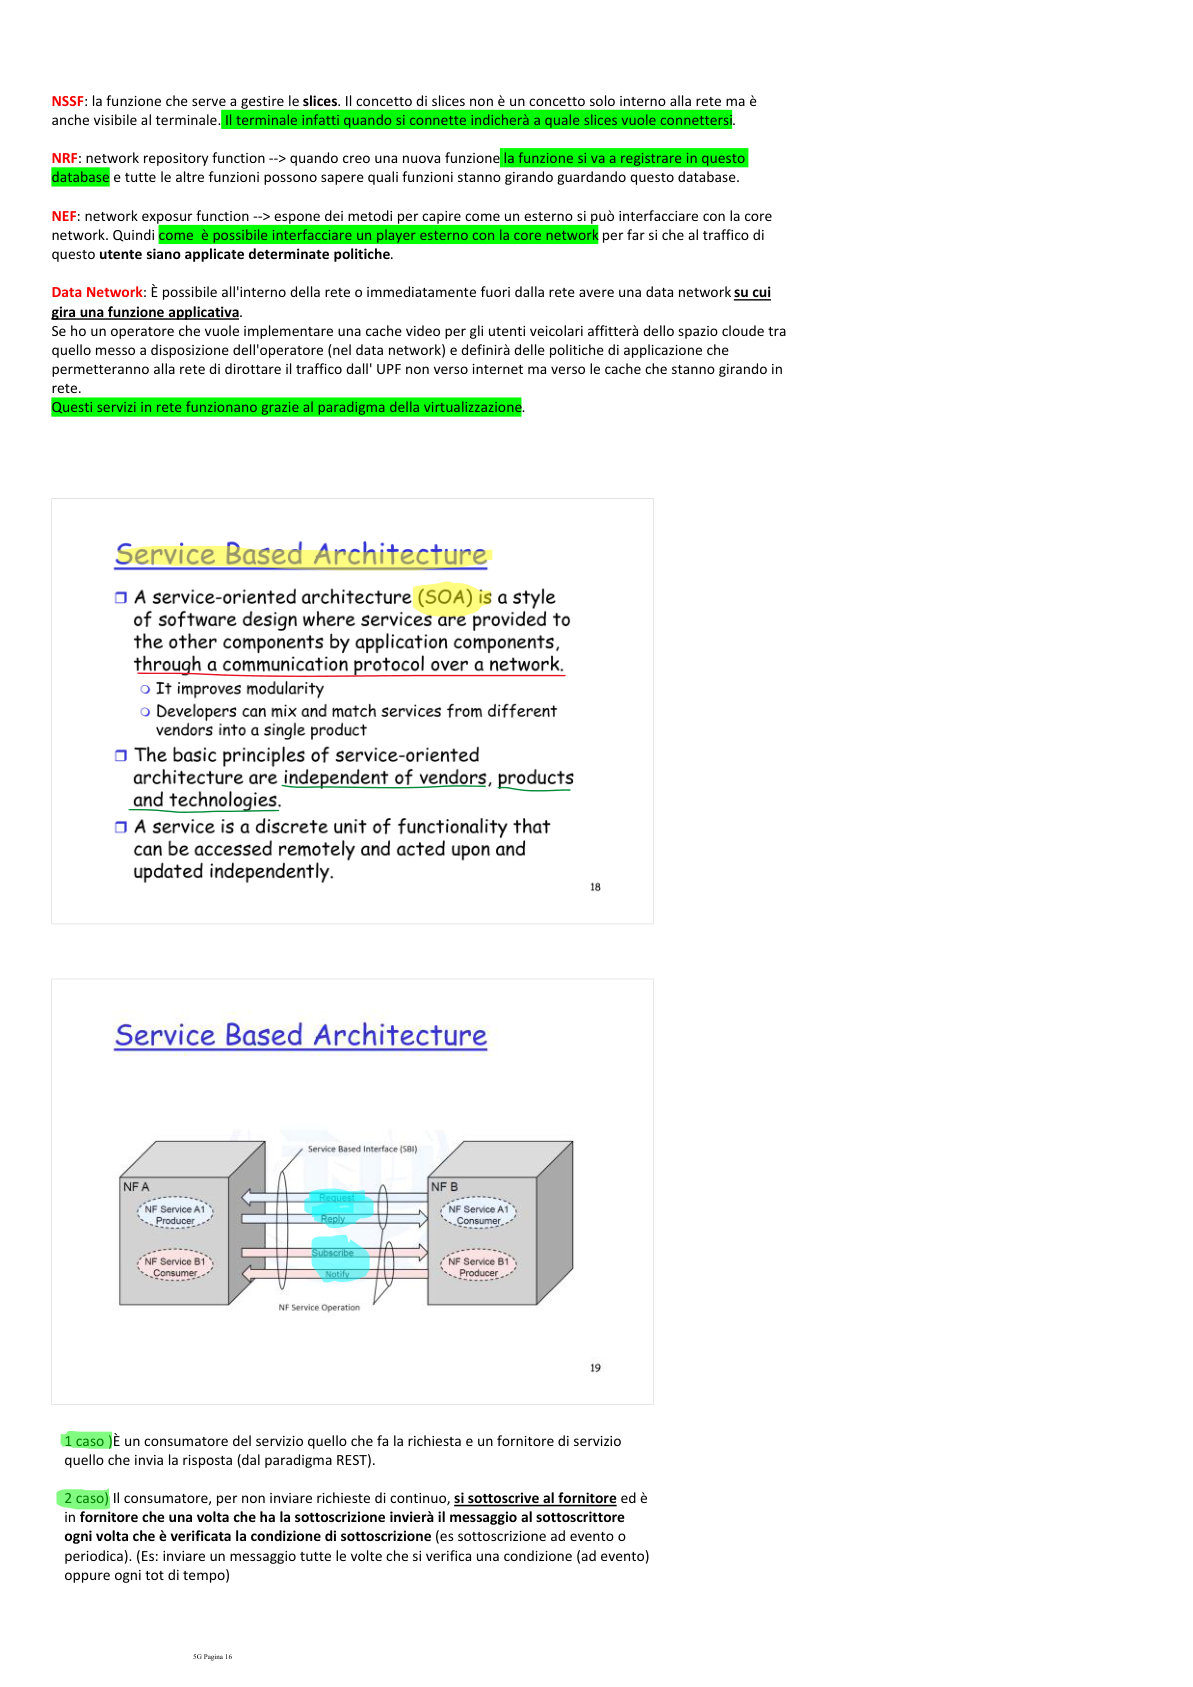 NSSF: la funzione che serve a gestire le slices. Il concetto di slices non è un concetto solo interno alla rete ma è
anche visibile al terminale. Il terminale infatti quando si connette indicherà a quale slices vuole connettersi.
NRF: network repository function --> quando creo una nuova funzione la funzione si va a registrare in questo
database e tutte le altre funzioni possono sapere quali funzioni stanno girando guardando questo database.
NEF: network exposur function --> espone dei metodi per capire come un esterno si può interfacciare con la core
network. Quindi come  è possibile interfacciare un player esterno con la core network per far si che al traffico di
questo utente siano applicate determinate politiche.
Data Network: È possibile all'interno della rete o immediatamente fuori dalla rete avere una data network su cui
gira una funzione applicativa.
Se ho un operatore che vuole implementare una cache video per gli utenti veicolari affitterà dello spazio cloude tra
quello messo a disposizione dell'operatore (nel data network) e definirà delle politiche di applicazione che
permetteranno alla rete di dirottare il traffico dall' UPF non verso internet ma verso le cache che stanno girando in
rete.
Questi servizi in rete funzionano grazie al paradigma della virtualizzazione.
Service Based Architecture
A service-oriented architecture (SOA) is a style
of software design where services are provided to
the other components by application components,
through a communication protocol over a network.
It improves modularity
Developers can mix and match services from different
vendors into a single product
The basic principles of service-oriented
architecture are independent of vendors, products
and technologies.
A service is a discrete unit of functionality that
can be accessed remotely and acted upon and
updated independently.
18
Service Based Architecture
Service Based Interface (SBI)
NF A
NF B
NF Service A1
Producer
Request
Reply
NF Service A1
Consumer
NF Service B1
Consumer
Subscribe
Notify
NF Service B1
Producer
NF Service Operation
19
1 caso )È un consumatore del servizio quello che fa la richiesta e un fornitore di servizio
quello che invia la risposta (dal paradigma REST).
2 caso) Il consumatore, per non inviare richieste di continuo, si sottoscrive al fornitore ed è
in fornitore che una volta che ha la sottoscrizione invierà il messaggio al sottoscrittore
ogni volta che è verificata la condizione di sottoscrizione (es sottoscrizione ad evento o
periodica). (Es: inviare un messaggio tutte le volte che si verifica una condizione (ad evento)
oppure ogni tot di tempo)
5G Pagina 16